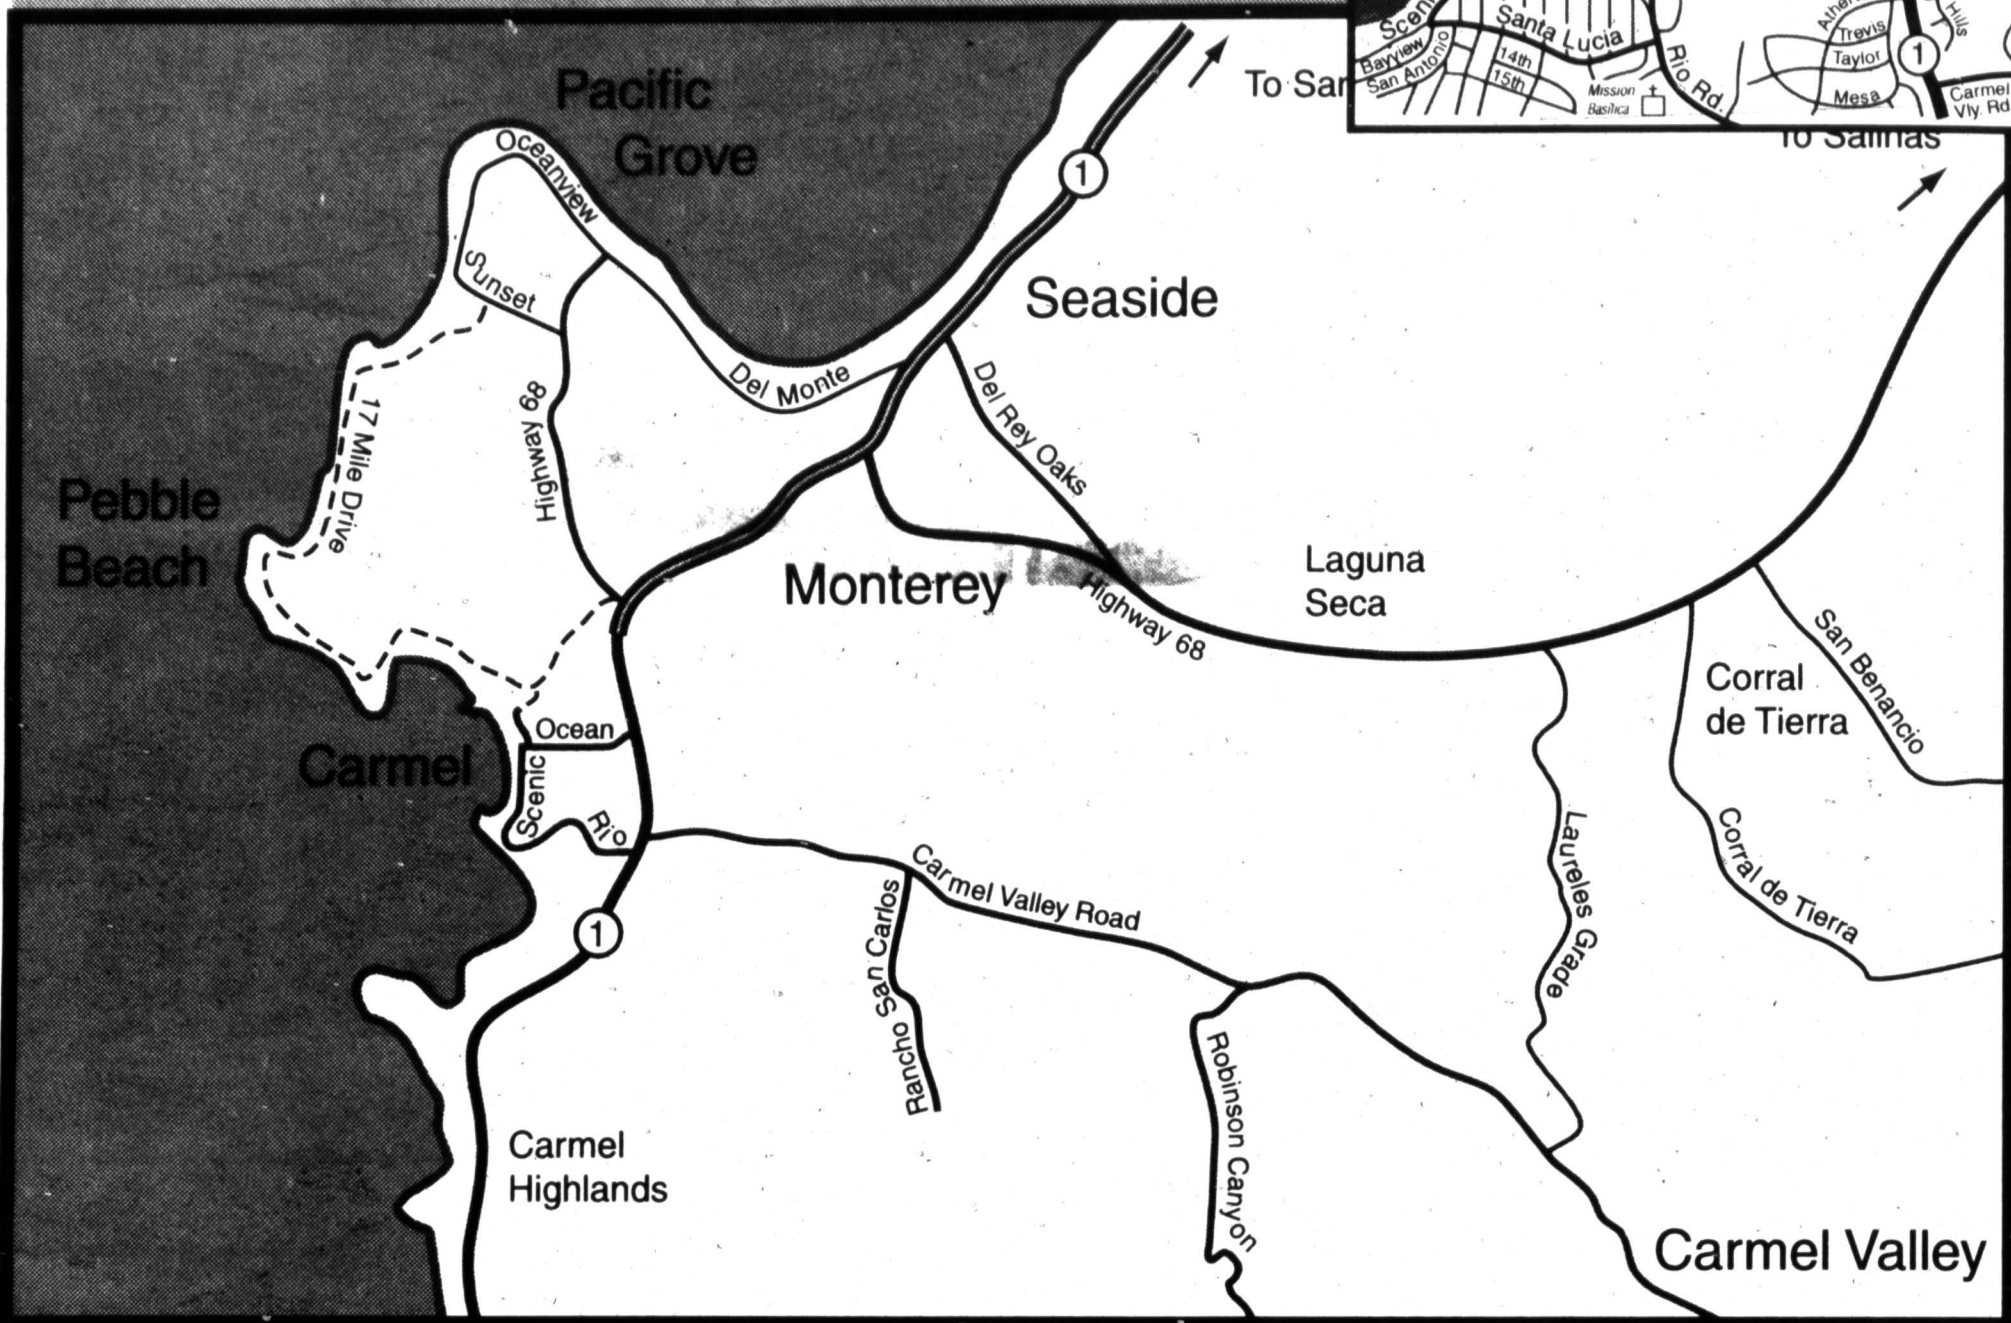 Pacific
Grove
To
Santa Lucia
Bayview
San Antonio
14th
15th
Mission
Basilica
Rio Rd.
Trevis
Taylor
Mesa
Hills
1
Carmel
Vly. Rd
To Salinas
Oceanview
1
Sunset
Seaside
Del Monte
Del Rey Oaks
Highway 68
17 Mile Drive
Pebble
Beach
Monterey
Highway 68
Laguna
Seca
San Benancio
Corral
de Tierra
Ocean
Carmel
Scenic
Rio
Carmel Valley Road
Laureles Grade
Corral de Tierra
1
Rancho San Carlos
Robinson Canyon
Carmel
Highlands
Carmel Valley